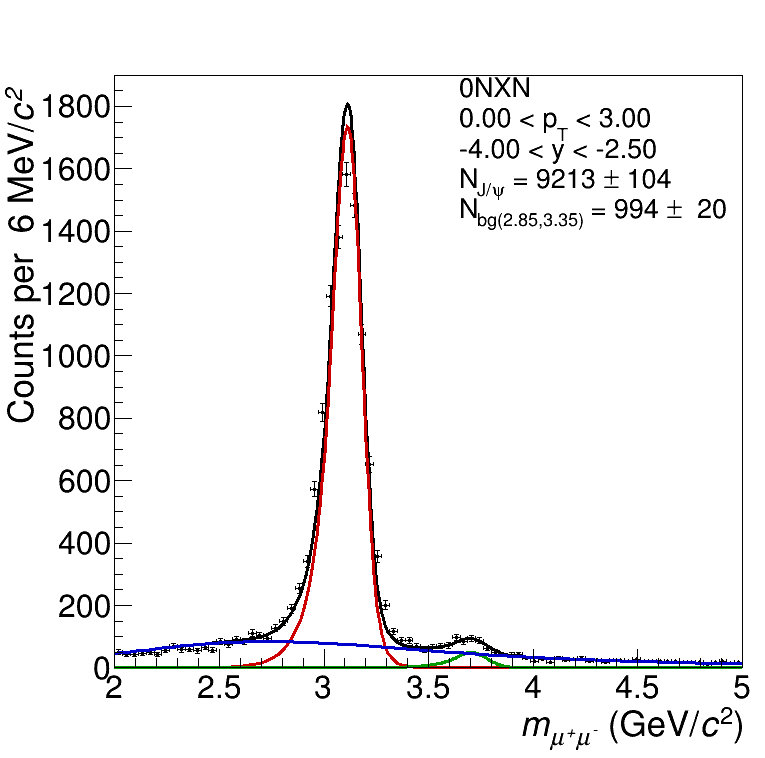 0NXN
0.00 < p_T < 3.00
-4.00 < y < -2.50
N_J/ψ = 9213 ± 104
N_bg(2.85,3.35) = 994 ± 20
Counts per 6 MeV/c²
1800
1600
1400
1200
1000
800
600
400
200
0
2 2.5 3 3.5 4 4.5 5
m_μ⁺μ⁻ (GeV/c²)